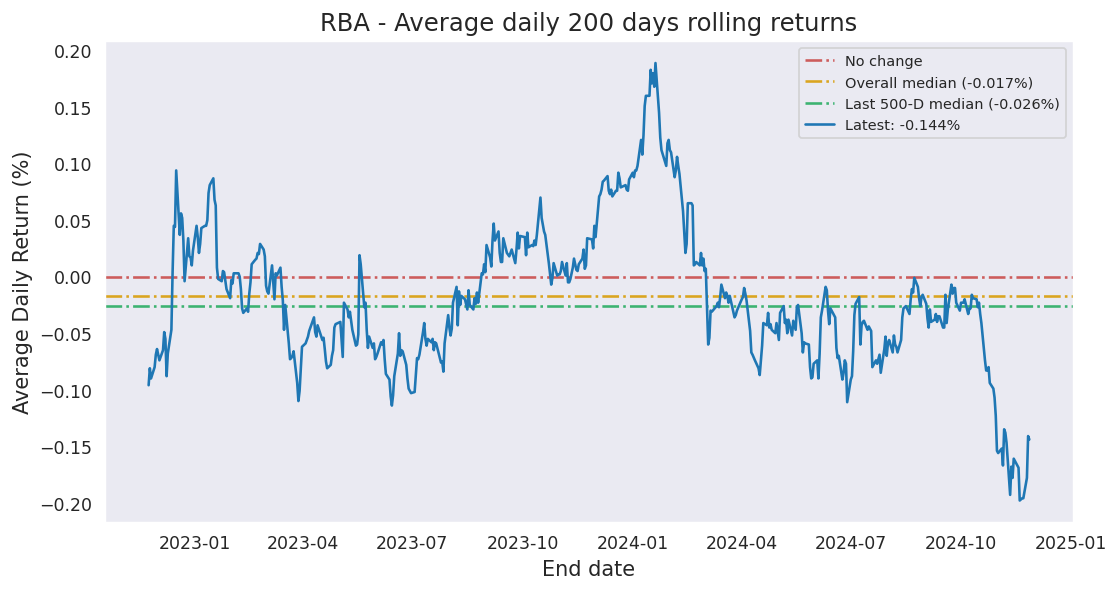 RBA - Average daily 200 days rolling returns
No change
Overall median (-0.017%)
Last 500-D median (-0.026%)
Latest: -0.144%
Average Daily Return (%)
0.20
0.15
0.10
0.05
0.00
−0.05
−0.10
−0.15
−0.20
2023-01 2023-04 2023-07 2023-10 2024-01 2024-04 2024-07 2024-10 2025-01
End date